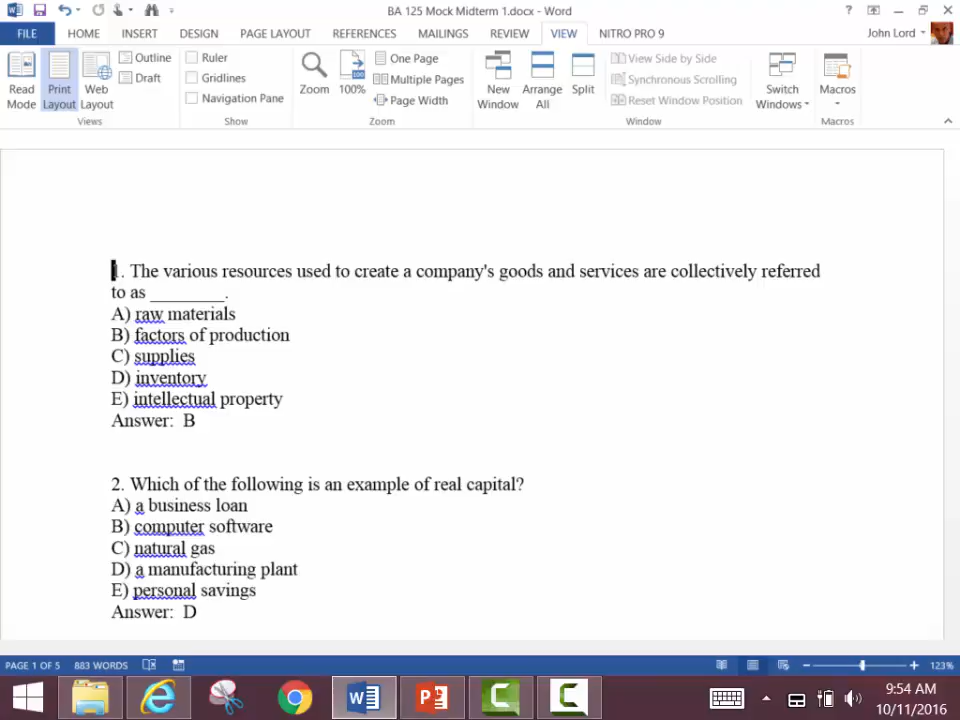 BA 125 Mock Midterm 1.docx - Word
FILE HOME INSERT DESIGN PAGE LAYOUT REFERENCES MAILINGS REVIEW VIEW NITRO PRO 9 John Lord
Read Mode
Print Layout
Web Layout
Outline
Draft
Views
Ruler
Gridlines
Navigation Pane
Show
Zoom
100%
One Page
Multiple Pages
Page Width
Zoom
New Window
Arrange All
Split
View Side by Side
Synchronous Scrolling
Reset Window Position
Window
Switch Windows
Macros
Macros
1. The various resources used to create a company's goods and services are collectively referred
to as ________.
A) raw materials
B) factors of production
C) supplies
D) inventory
E) intellectual property
Answer: B
2. Which of the following is an example of real capital?
A) a business loan
B) computer software
C) natural gas
D) a manufacturing plant
E) personal savings
Answer: D
PAGE 1 OF 5 883 WORDS 123%
9:54 AM
10/11/2016